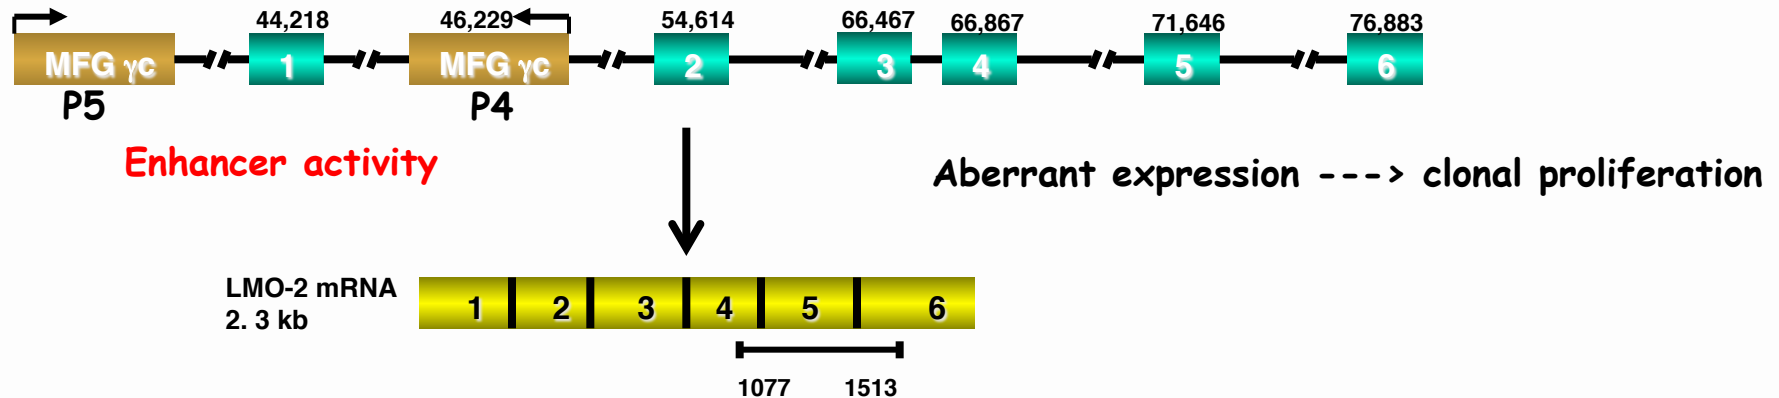 44,218 46,229 54,614 66,467 66,867 71,646 76,883
MFG γc 1 MFG γc 2 3 4 5 6
P5 P4
Enhancer activity
Aberrant expression ---> clonal proliferation
LMO-2 mRNA
2. 3 kb
1 2 3 4 5 6
1077 1513